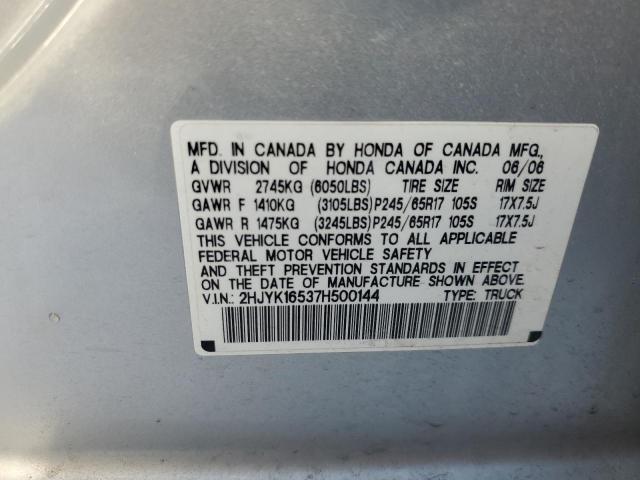 MFD. IN CANADA BY HONDA OF CANADA MFG.,
A DIVISION OF HONDA CANADA INC. 06/06
GVWR 2745KG (6050LBS) TIRE SIZE RIM SIZE
GAWR F 1410KG (3105LBS)P245/65R17 105S 17X7.5J
GAWR R 1475KG (3245LBS)P245/65R17 105S 17X7.5J
THIS VEHICLE CONFORMS TO ALL APPLICABLE
FEDERAL MOTOR VEHICLE SAFETY
AND THEFT PREVENTION STANDARDS IN EFFECT
ON THE DATE OF MANUFACTURE SHOWN ABOVE.
V.I.N.: 2HJYK16537H500144 TYPE: TRUCK